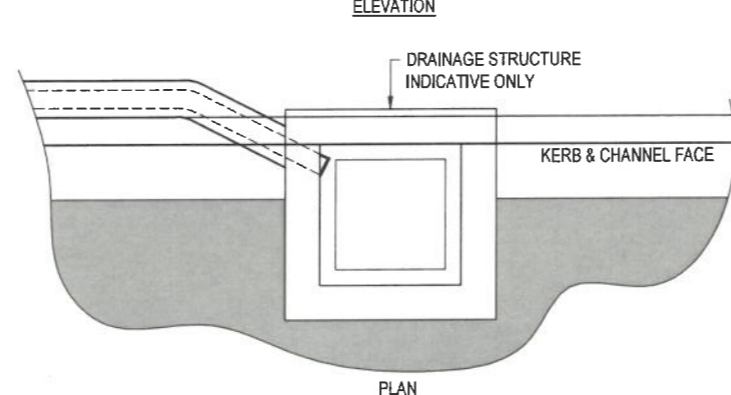 ELEVATION
DRAINAGE STRUCTURE
INDICATIVE ONLY
KERB & CHANNEL FACE
PLAN